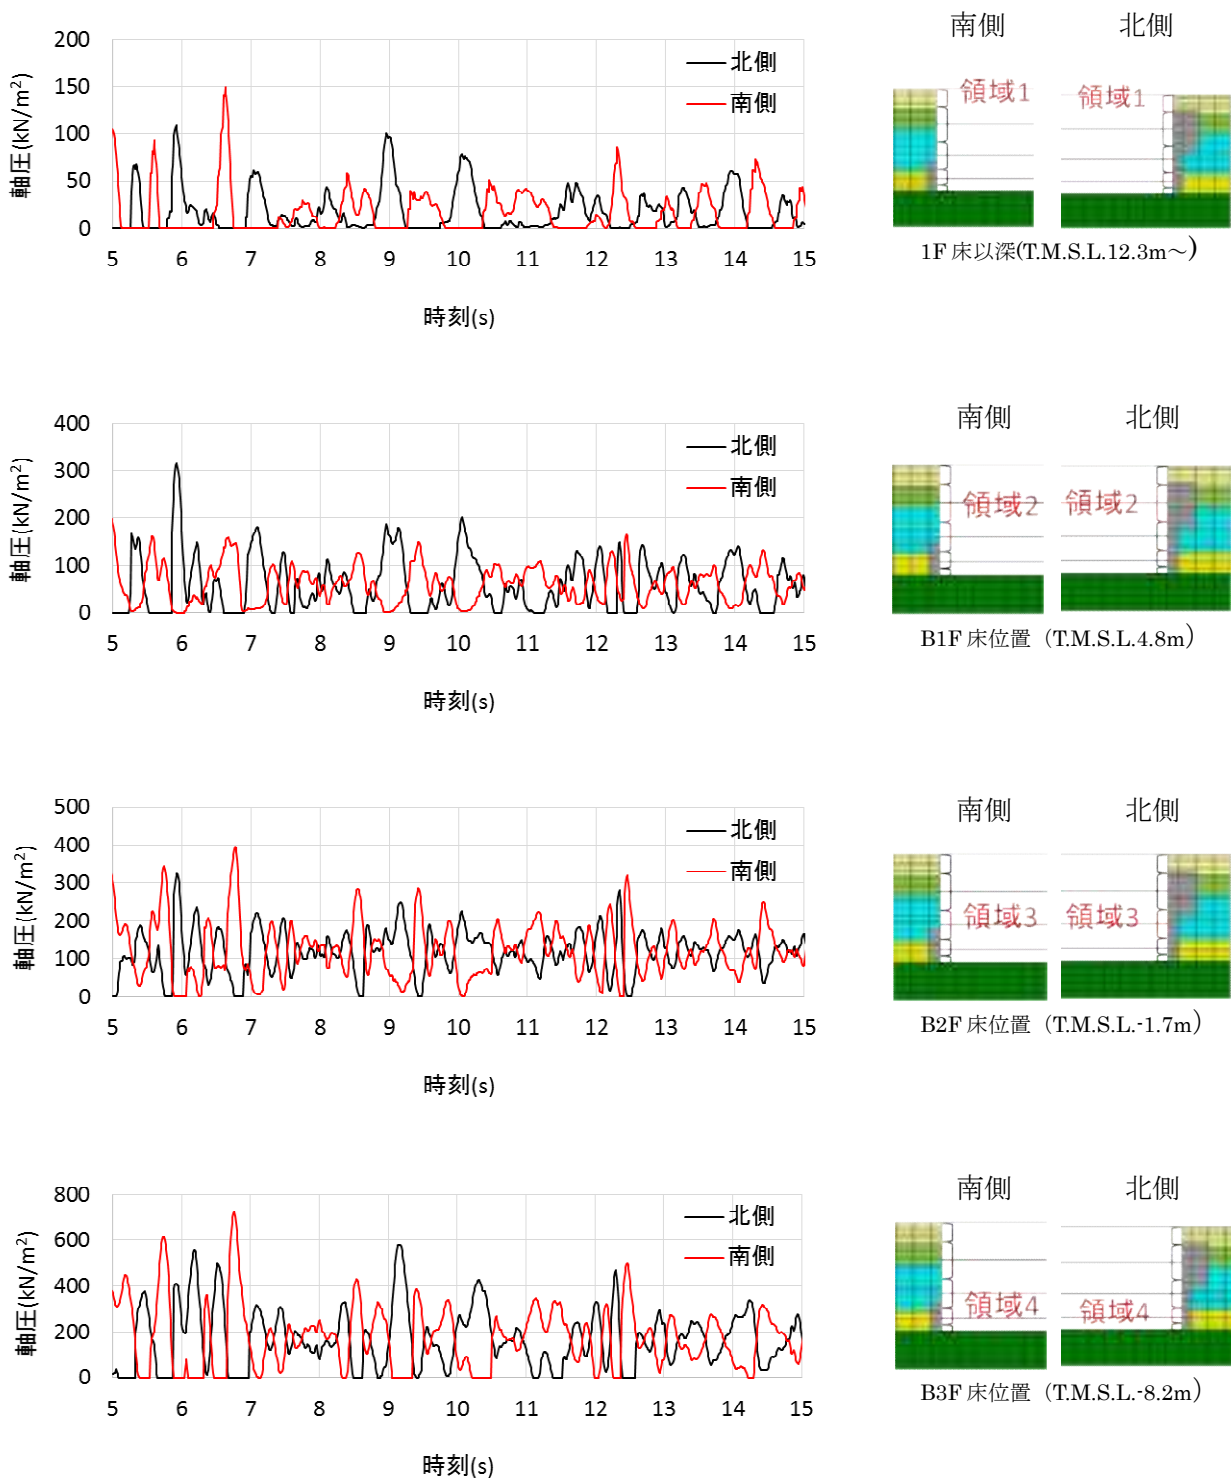 南側 北側
200
150
100
50
0
軸圧(kN/m²)
北側
南側
5 6 7 8 9 10 11 12 13 14 15
時刻(s)
領域1 領域1
1F 床以深(T.M.S.L.12.3m～)
南側 北側
400
300
200
100
0
軸圧(kN/m²)
北側
南側
5 6 7 8 9 10 11 12 13 14 15
時刻(s)
領域2 領域2
B1F 床位置（T.M.S.L.4.8m）
南側 北側
500
400
300
200
100
0
軸圧(kN/m²)
北側
南側
5 6 7 8 9 10 11 12 13 14 15
時刻(s)
領域3 領域3
B2F 床位置（T.M.S.L.-1.7m）
南側 北側
800
600
400
200
0
軸圧(kN/m²)
北側
南側
5 6 7 8 9 10 11 12 13 14 15
時刻(s)
領域4 領域4
B3F 床位置（T.M.S.L.-8.2m）